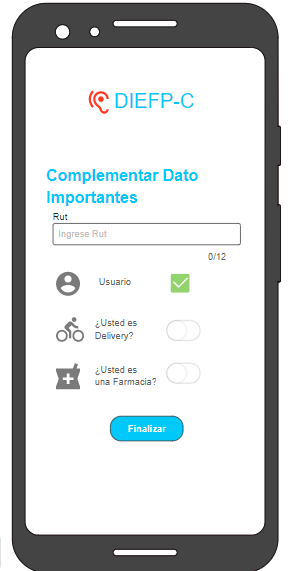 DIEFP-C
Complementar Dato
Importantes
Rut
Ingrese Rut
0/12
Usuario
¿Usted es
Delivery?
¿Usted es
una Farmacia?
Finalizar